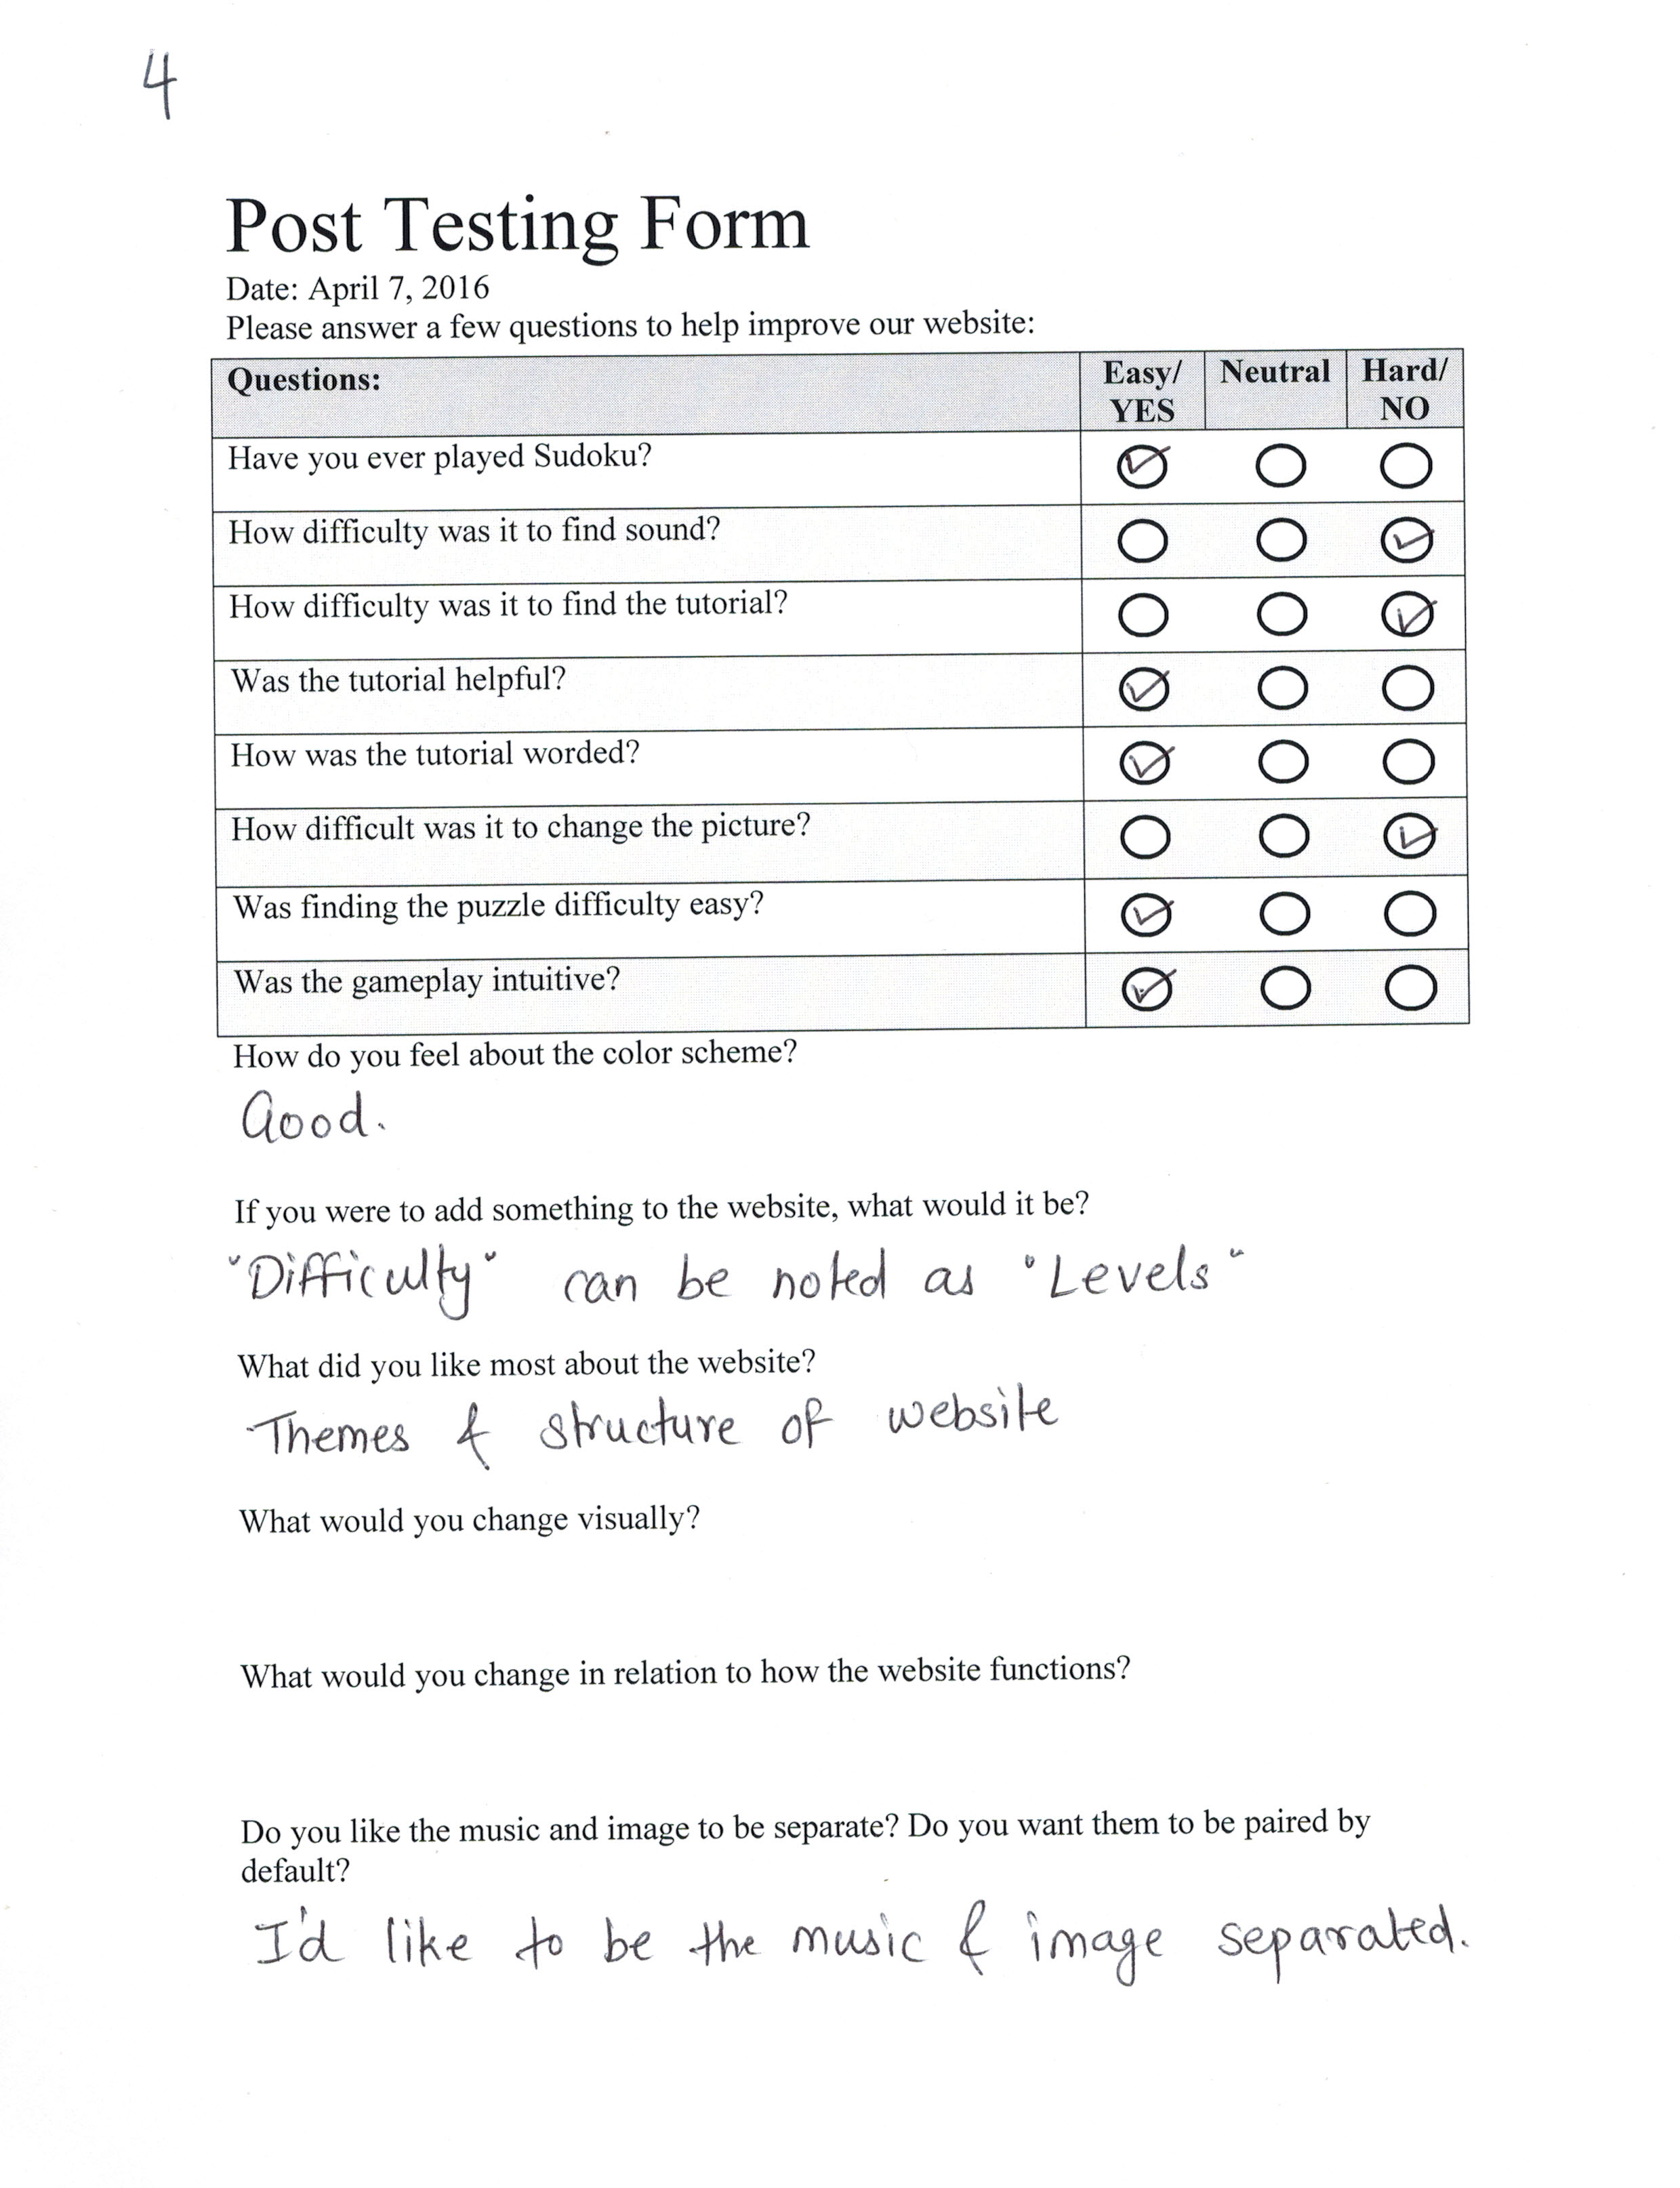 4
Post Testing Form
Date: April 7, 2016
Please answer a few questions to help improve our website:
Questions: Easy/ YES Neutral Hard/ NO
Have you ever played Sudoku?
How difficulty was it to find sound?
How difficulty was it to find the tutorial?
Was the tutorial helpful?
How was the tutorial worded?
How difficult was it to change the picture?
Was finding the puzzle difficulty easy?
Was the gameplay intuitive?
How do you feel about the color scheme?
Good.
If you were to add something to the website, what would it be?
"Difficulty" can be noted as "Levels"
What did you like most about the website?
Themes & structure of website
What would you change visually?
What would you change in relation to how the website functions?
Do you like the music and image to be separate? Do you want them to be paired by
default?
I'd like to be the music & image separated.